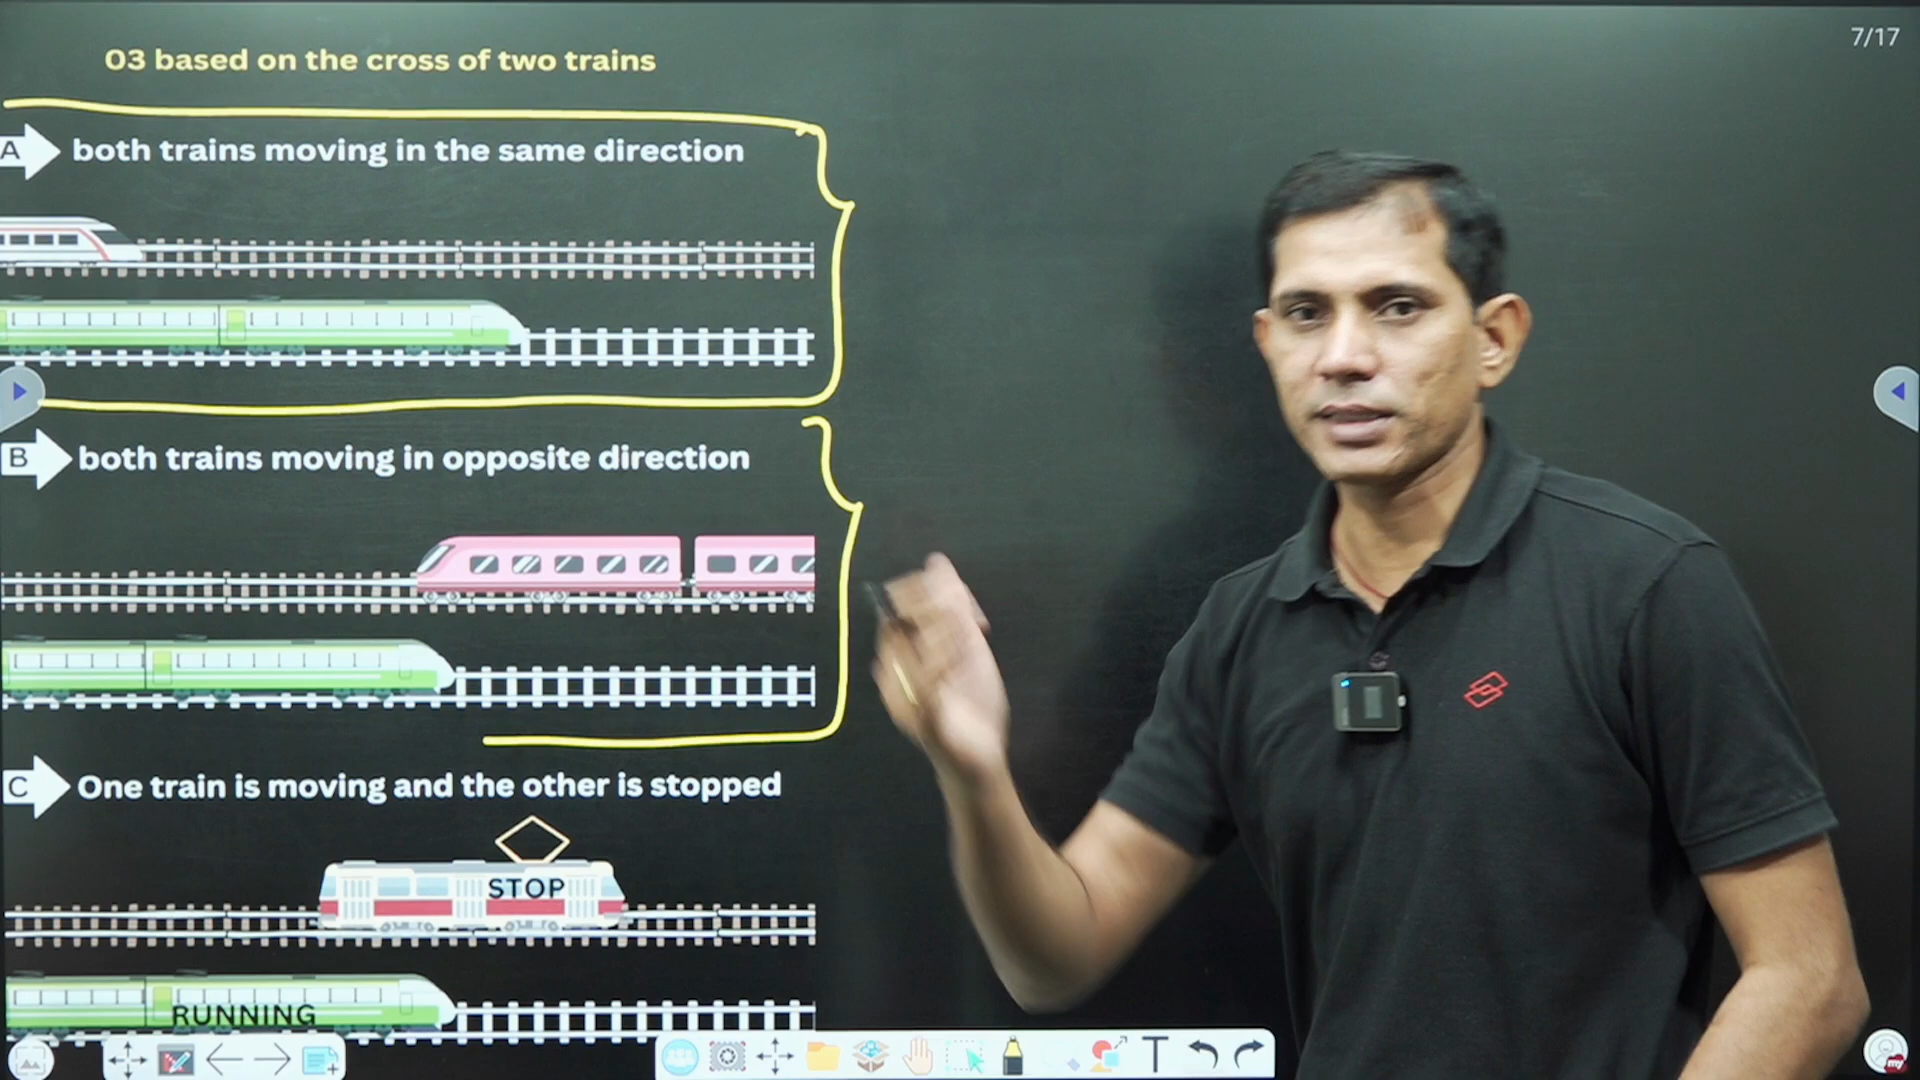 7/17
03 based on the cross of two trains
A both trains moving in the same direction
B both trains moving in opposite direction
C One train is moving and the other is stopped
STOP
RUNNING
T
my